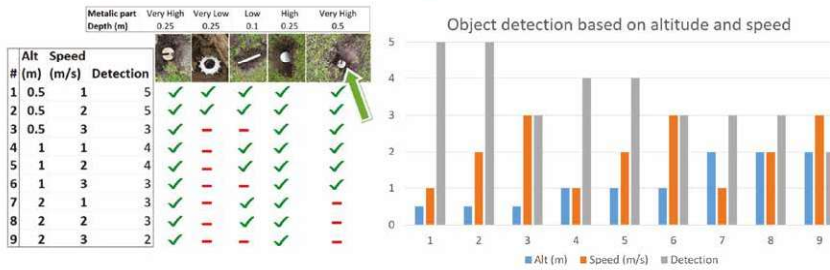 Metalic part Very High Very Low Low High Very High
Depth (m) 0.25 0.25 0.1 0.25 0.5
Alt Speed
# (m) (m/s) Detection
1 0.5 1 5
2 0.5 2 5
3 0.5 3 3
4 1 1 4
5 1 2 4
6 1 3 3
7 2 1 3
8 2 2 3
9 2 3 2
Object detection based on altitude and speed
5
4
3
2
1
0
1 2 3 4 5 6 7 8 9
Alt (m) Speed (m/s) Detection